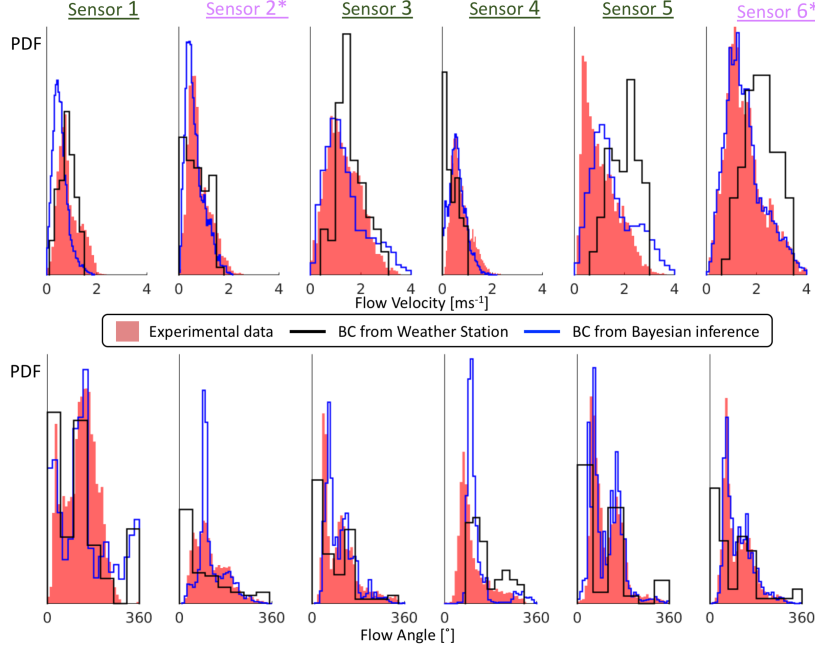 Sensor 1 Sensor 2* Sensor 3 Sensor 4 Sensor 5 Sensor 6*
PDF
0 2 4 0 2 4 0 2 4 0 2 4 0 2 4 0 2 4
Flow Velocity [ms-1]
Experimental data BC from Weather Station BC from Bayesian inference
PDF
0 360 0 360 0 360 0 360 0 360 0 360
Flow Angle [˚]